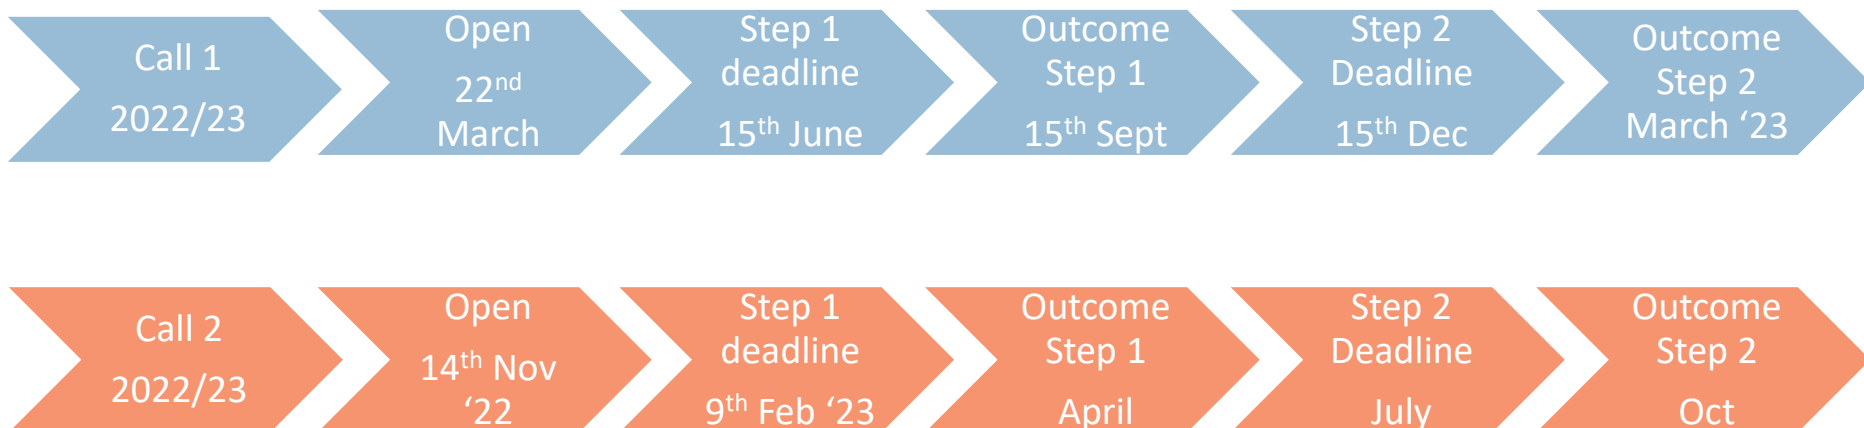 Call 1
2022/23
Open
22nd
March
Step 1
deadline
15th June
Outcome
Step 1
15th Sept
Step 2
Deadline
15th Dec
Outcome
Step 2
March ‘23
Call 2
2022/23
Open
14th Nov
‘22
Step 1
deadline
9th Feb ‘23
Outcome
Step 1
April
Step 2
Deadline
July
Outcome
Step 2
Oct